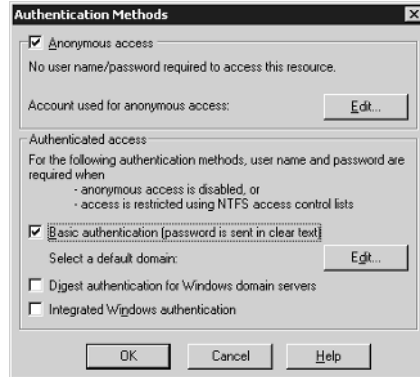 Authentication Methods
Anonymous access
No user name/password required to access this resource.
Account used for anonymous access:
Edit...
Authenticated access
For the following authentication methods, user name and password are
required when
- anonymous access is disabled, or
- access is restricted using NTFS access control lists
Basic authentication (password is sent in clear text)
Select a default domain:
Edit...
Digest authentication for Windows domain servers
Integrated Windows authentication
OK
Cancel
Help